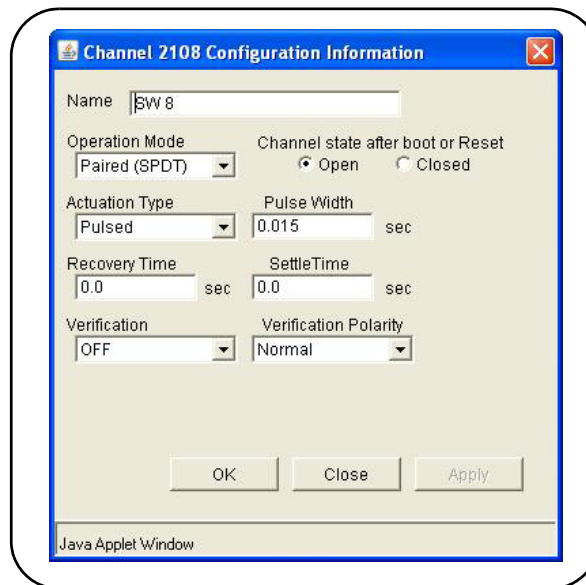 Channel 2108 Configuration Information
Name SW 8
Operation Mode Channel state after boot or Reset
Paired (SPDT) Open Closed
Actuation Type Pulse Width
Pulsed 0.015 sec
Recovery Time SettleTime
0.0 sec 0.0 sec
Verification Verification Polarity
OFF Normal
OK Close Apply
Java Applet Window